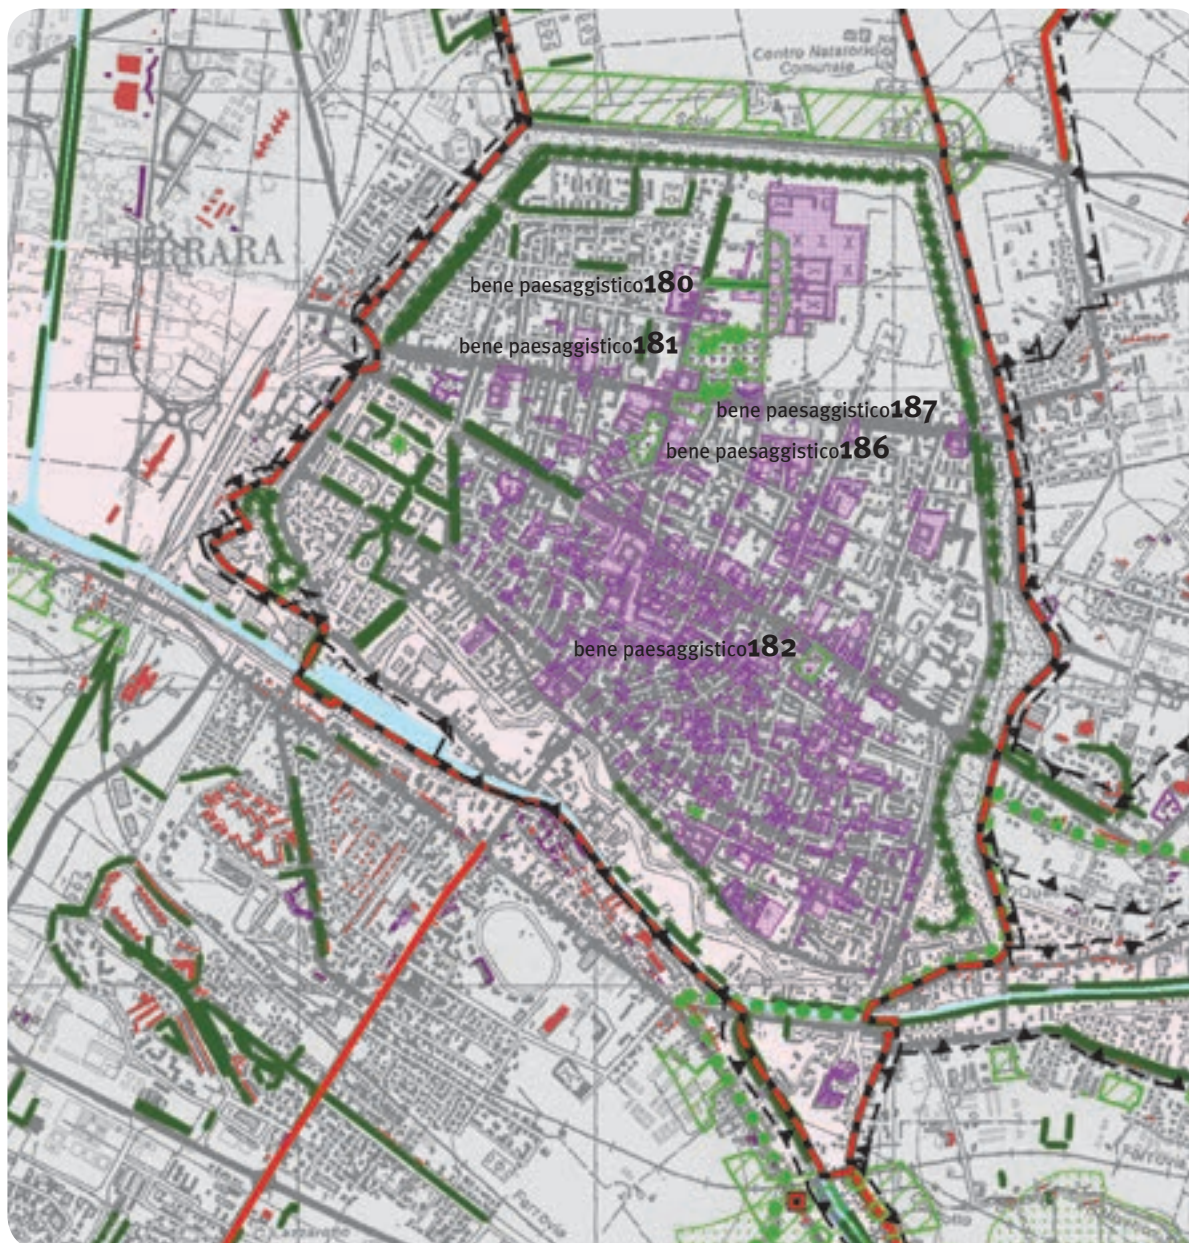 Centro Natatorio
Comunale
FERRARA
bene paesaggistico180
bene paesaggistico181
bene paesaggistico187
bene paesaggistico186
bene paesaggistico182
Ferrovia